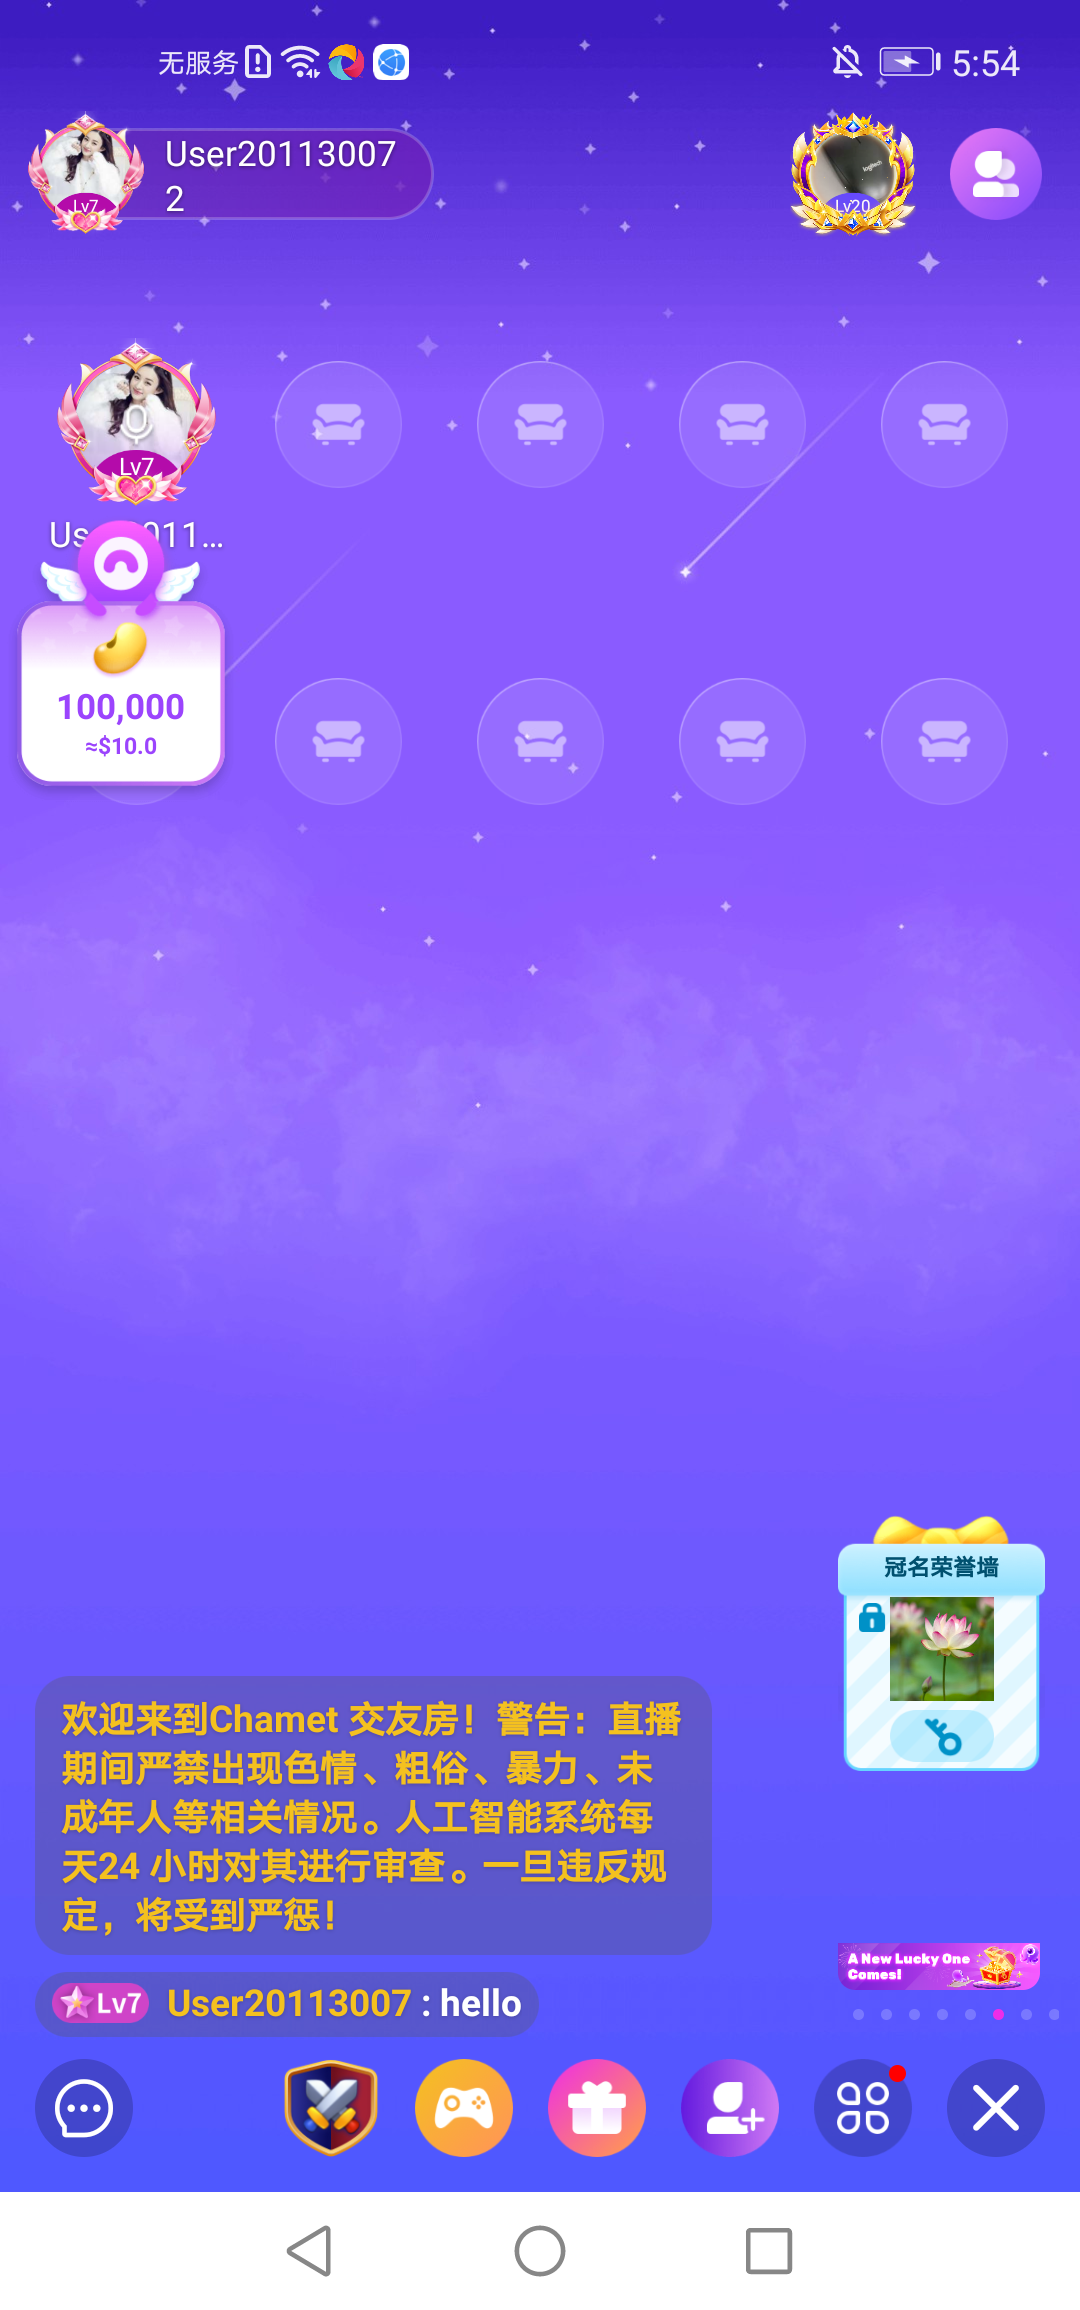 无服务
5:54
User20113007
2
Lv7
Lv20
logitech
Lv7
Us
011...
100,000
≈$10.0
冠名荣誉墙
欢迎来到Chamet 交友房！警告：直播
期间严禁出现色情、粗俗、暴力、未
成年人等相关情况。人工智能系统每
天24 小时对其进行审查。一旦违反规
定，将受到严惩！
A New Lucky One
Comes!
Lv7 User20113007 : hello